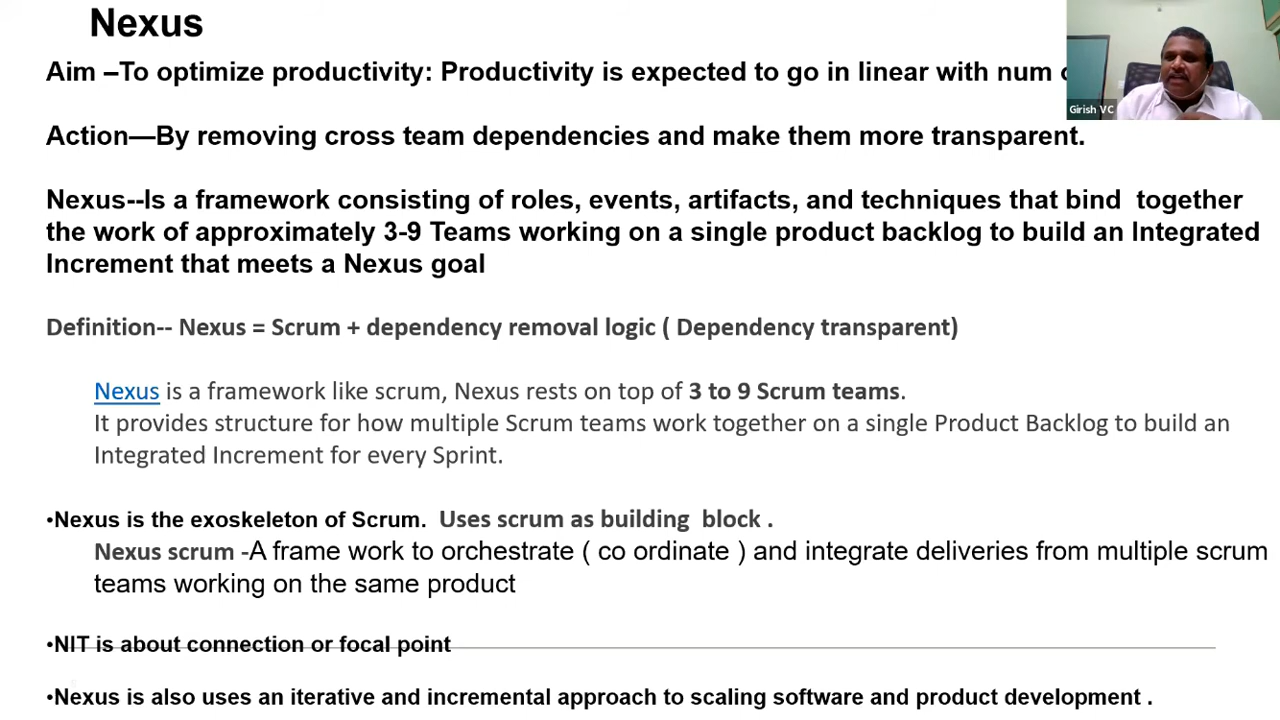 Nexus
Aim –To optimize productivity: Productivity is expected to go in linear with num
Girish VC
Action—By removing cross team dependencies and make them more transparent.
Nexus--Is a framework consisting of roles, events, artifacts, and techniques that bind together
the work of approximately 3-9 Teams working on a single product backlog to build an Integrated
Increment that meets a Nexus goal
Definition-- Nexus = Scrum + dependency removal logic ( Dependency transparent)
Nexus is a framework like scrum, Nexus rests on top of 3 to 9 Scrum teams.
It provides structure for how multiple Scrum teams work together on a single Product Backlog to build an
Integrated Increment for every Sprint.
•Nexus is the exoskeleton of Scrum. Uses scrum as building block .
Nexus scrum -A frame work to orchestrate ( co ordinate ) and integrate deliveries from multiple scrum
teams working on the same product
•NIT is about connection or focal point
•Nexus is also uses an iterative and incremental approach to scaling software and product development .